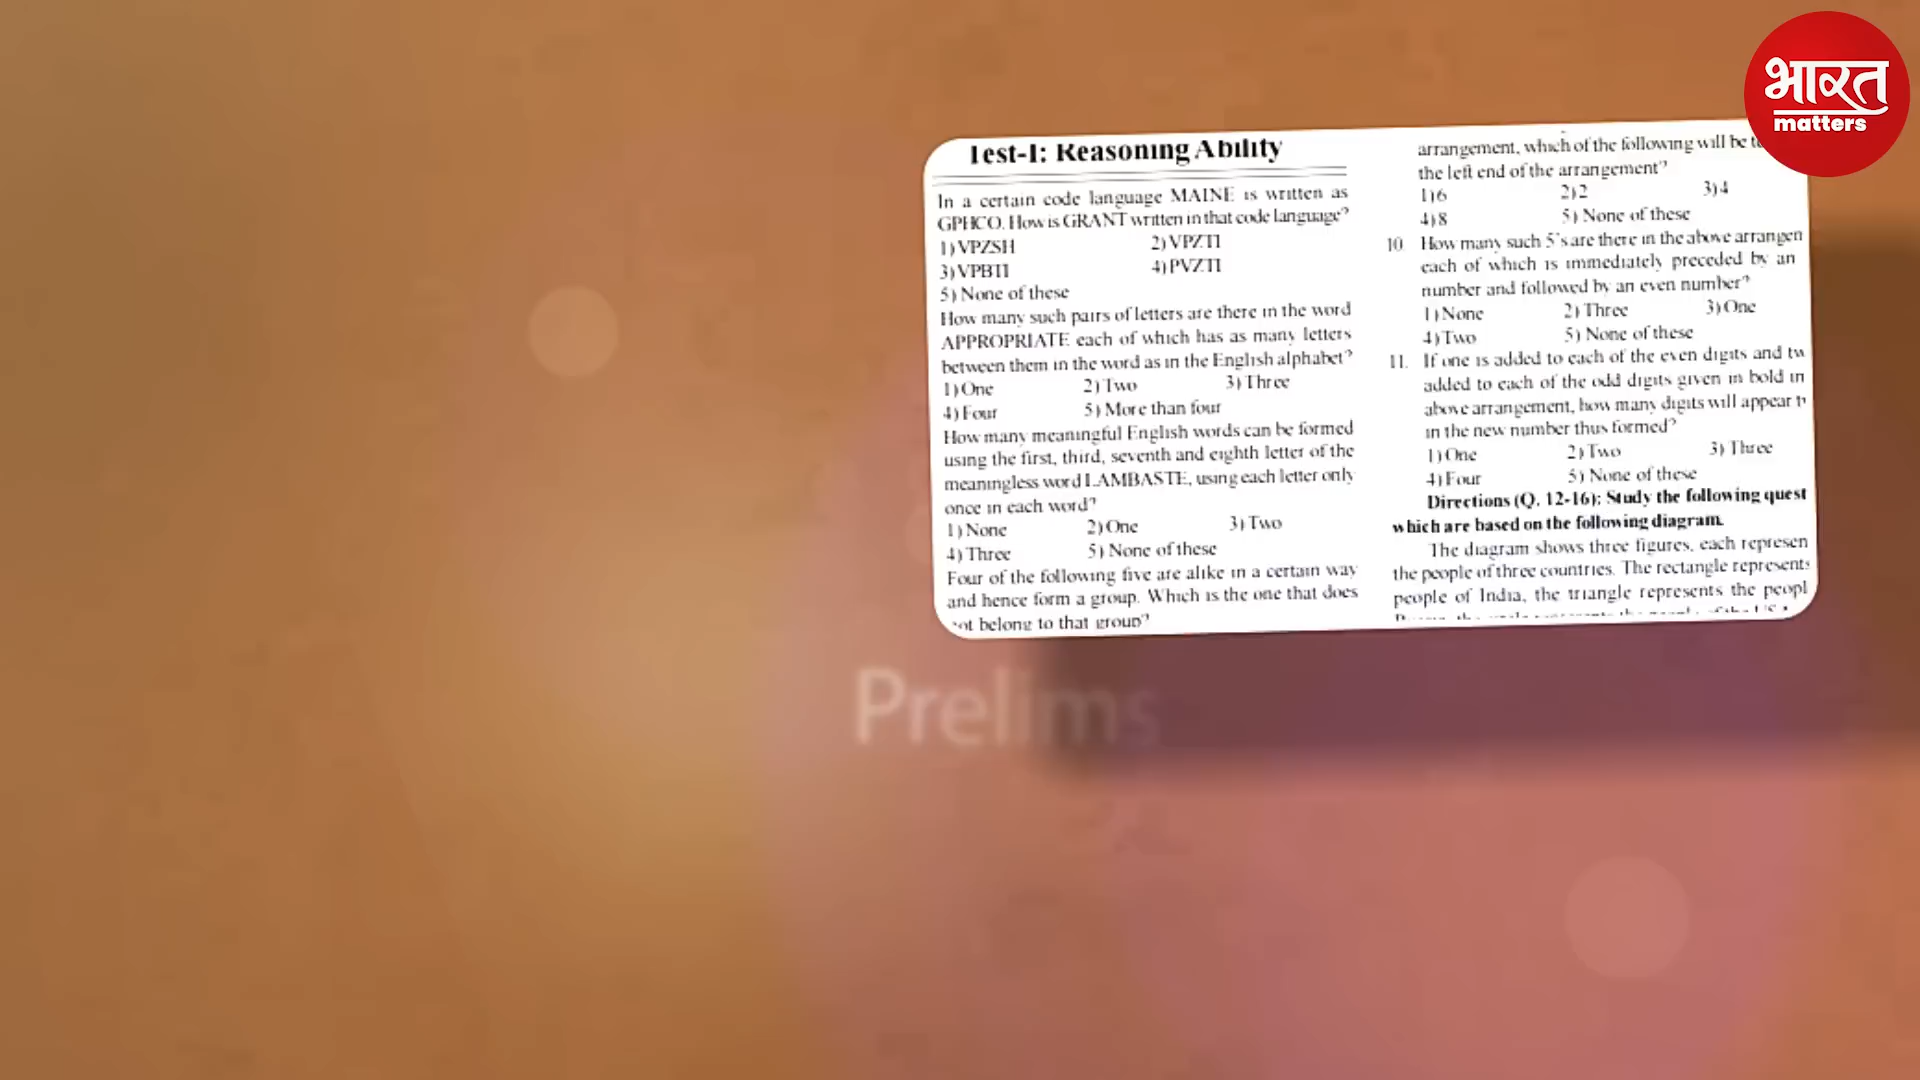 भारत
matters
Test-I: Reasoning Ability
In a certain code language MAINE is written as
GPHCO. How is GRANT written in that code language?
1) VPZSH 2) VPZTI
3) VPBTI 4) PVZTI
5) None of these
How many such pairs of letters are there in the word
APPROPRIATE each of which has as many letters
between them in the word as in the English alphabet?
1) One 2) Two 3) Three
4) Four 5) More than four
How many meaningful English words can be formed
using the first, third, seventh and eighth letter of the
meaningless word LAMBASTE, using each letter only
once in each word?
1) None 2) One 3) Two
4) Three 5) None of these
Four of the following five are alike in a certain way
and hence form a group. Which is the one that does
not belong to that group?
arrangement, which of the following will be
the left end of the arrangement?
1) 6 2) 2 3) 4
4) 8 5) None of these
10. How many such 5's are there in the above arrangen
each of which is immediately preceded by an
number and followed by an even number?
1) None 2) Three 3) One
4) Two 5) None of these
11. If one is added to each of the even digits and tw
added to each of the odd digits given in bold in
above arrangement, how many digits will appear
in the new number thus formed?
1) One 2) Two 3) Three
4) Four 5) None of these
Directions (Q. 12-16): Study the following quest
which are based on the following diagram.
The diagram shows three figures, each represen
the people of three countries. The rectangle represents
people of India, the triangle represents the peopl
Prelims